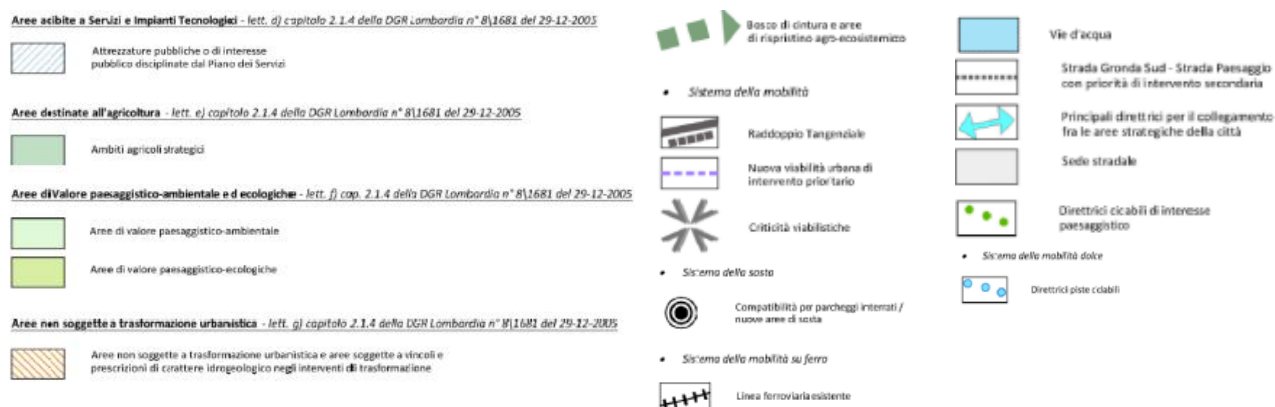 Aree acibite a Servizi e Impianti Tecnologici - lett. d) capitolo 2.1.4 della DGR Lombardia n° 8\1681 del 29-12-2005
Attrezzature pubbliche o di interesse
pubblico disciplinate dal Piano dei Servizi
Aree destinate all'agricoltura - lett. e) capitolo 2.1.4 della DGR Lombardia n° 8\1681 del 29-12-2005
Ambiti agricoli strategici
Aree di Valore paesaggistico-ambientale e d ecologiche - lett. f) cap. 2.1.4 della DGR Lombardia n° 8\1681 del 29-12-2005
Aree di valore paesaggistico-ambientale
Aree di valore paesaggistico-ecologiche
Aree non soggette a trasformazione urbanistica - lett. g) capitolo 2.1.4 della DGR Lombardia n° 8\1681 del 29-12-2005
Aree non soggette a trasformazione urbanistica e aree soggette a vincoli e
prescrizioni di carattere idrogeologico negli interventi di trasformazione
Bosco di cintura e aree
di rispristino agro-ecosistemico
• Sistema della mobilità
Raddoppio Tangenziale
Nuova viabilità urbana di
intervento prioritario
Criticità viabilistiche
• Sistema della sosta
Compatibilità per parcheggi interrati /
nuove aree di sosta
• Sistema della mobilità su ferro
Linea ferroviaria esistente
Vie d'acqua
Strada Gronda Sud - Strada Paesaggio
con priorità di intervento secondaria
Principali direttrici per il collegamento
fra le aree strategiche della città
Sede stradale
Direttrici cicabili di interesse
paesaggistico
• Sistema della mobilità dolce
Direttrici piste ciclabili